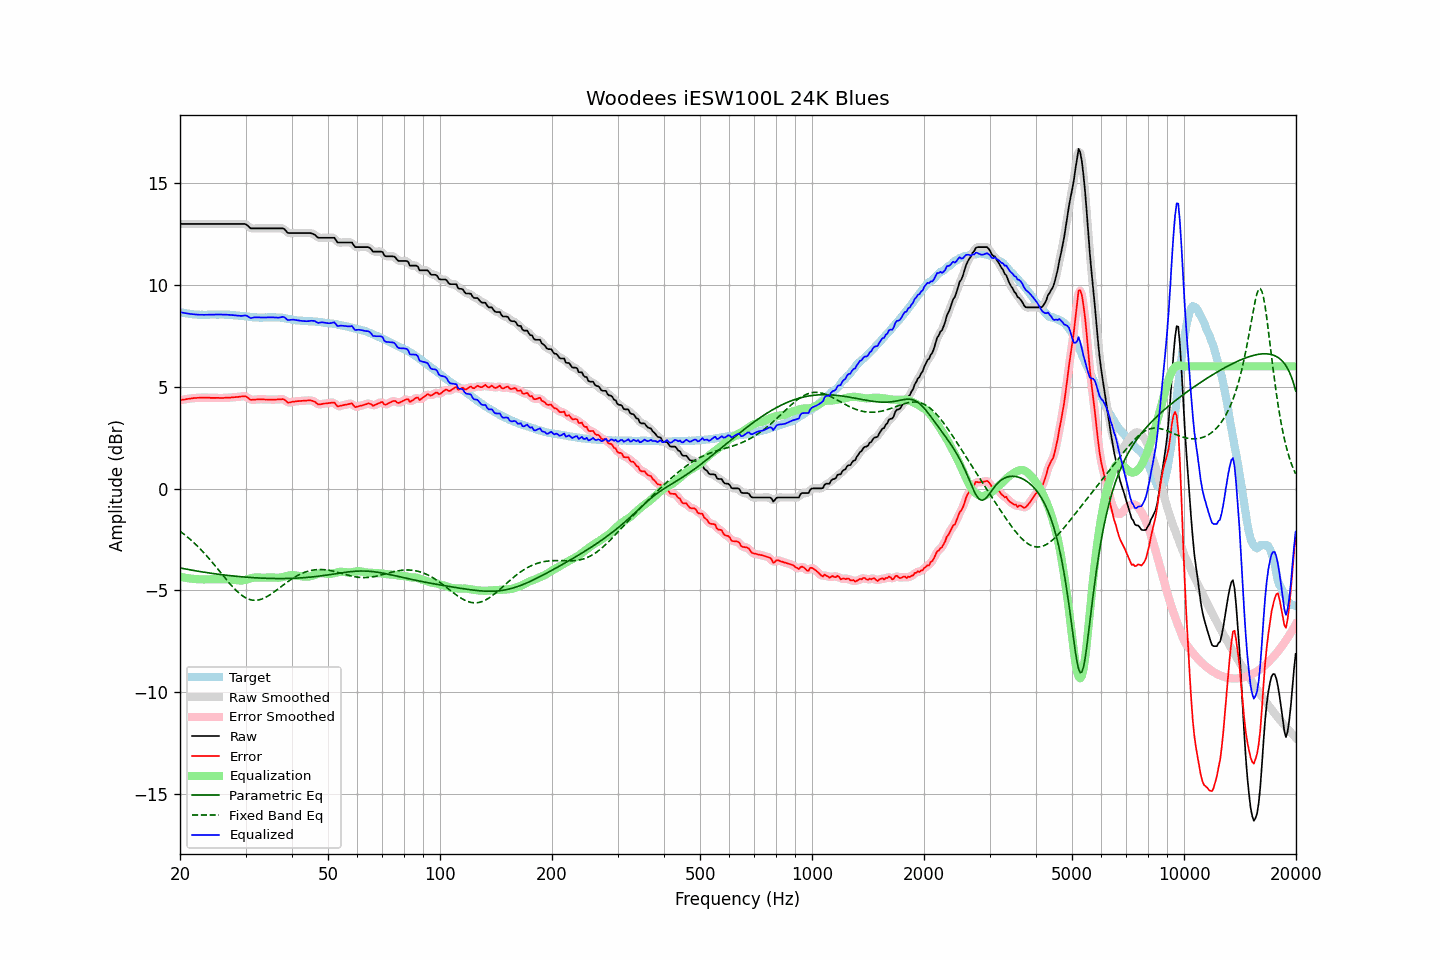 Woodees iESW100L 24K Blues
Amplitude (dBr)
15
10
5
0
−5
−10
−15
Target
Raw Smoothed
Error Smoothed
Raw
Error
Equalization
Parametric Eq
Fixed Band Eq
Equalized
20
50
100
200
500
1000
2000
5000
10000
20000
Frequency (Hz)